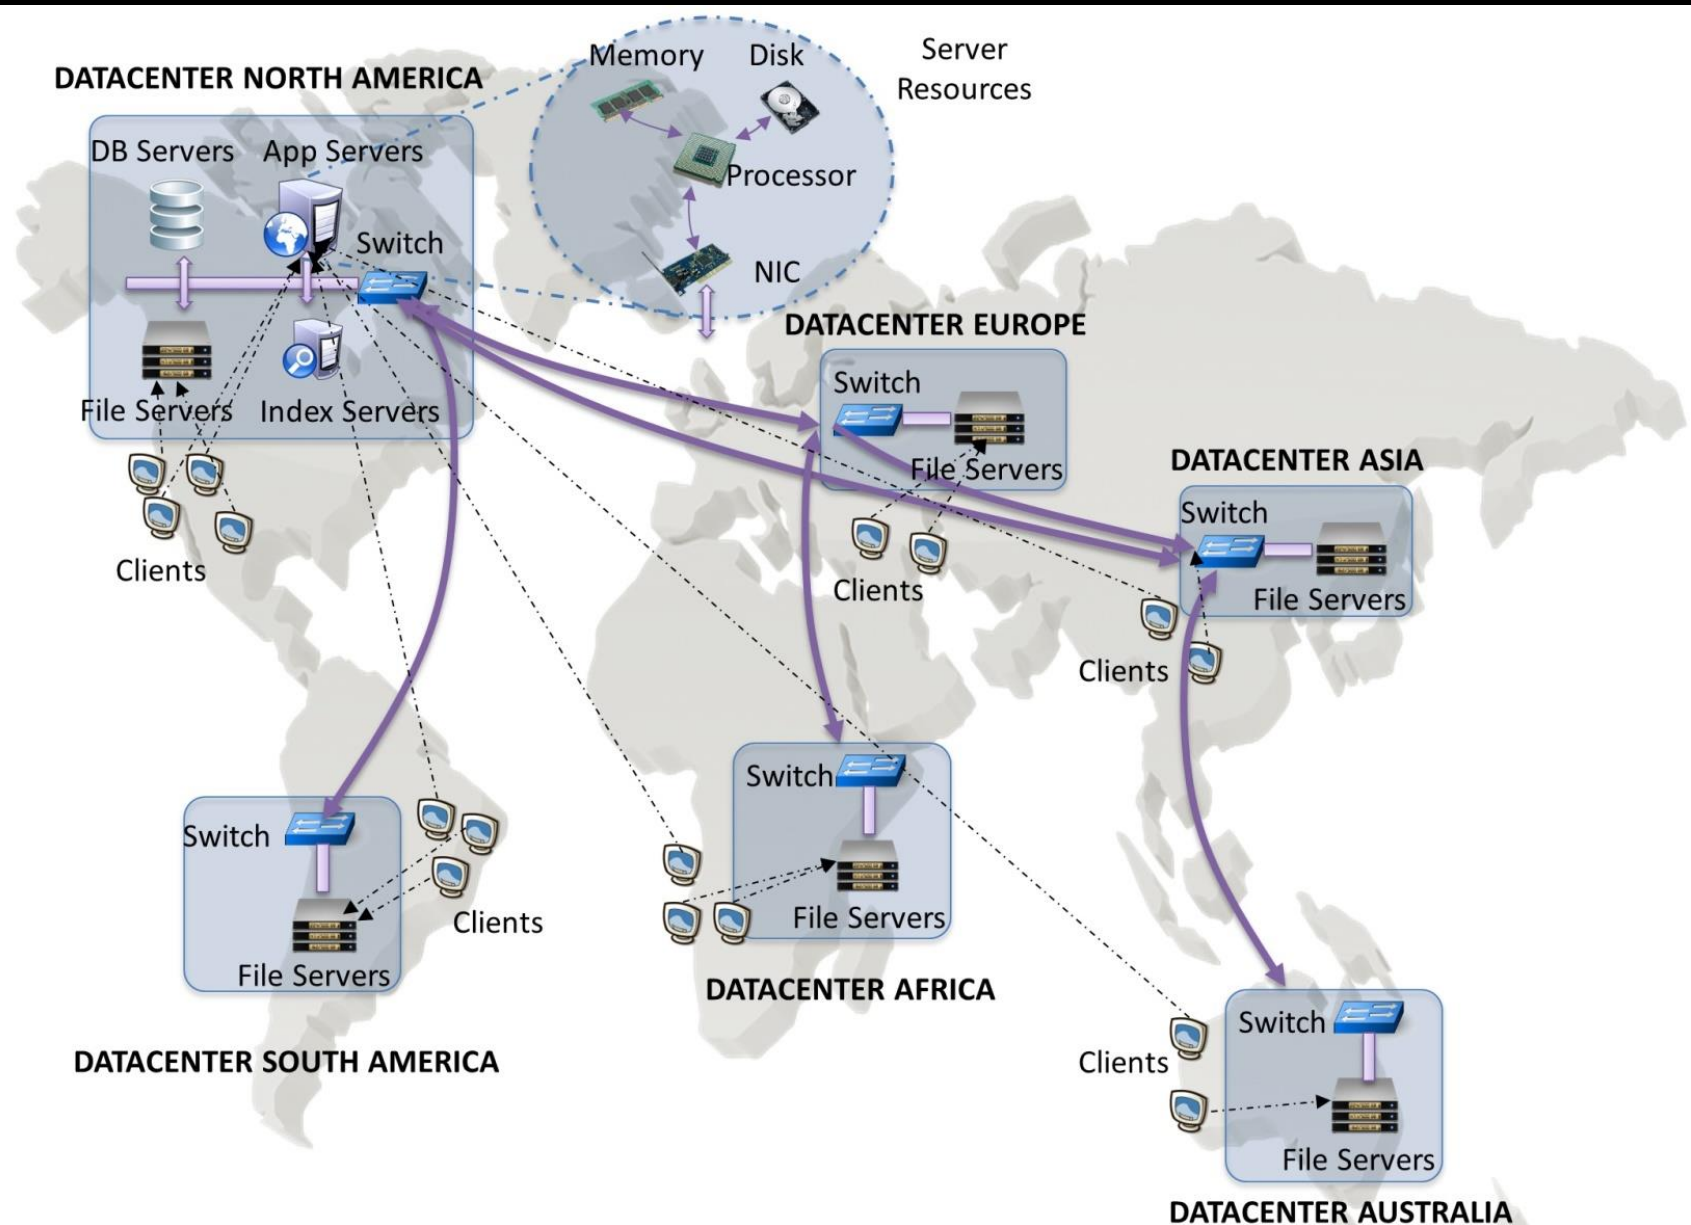 Memory
Disk
Server
Resources
DATACENTER NORTH AMERICA
DB Servers
App Servers
Processor
Switch
NIC
DATACENTER EUROPE
Switch
File Servers
Index Servers
File Servers
DATACENTER ASIA
Switch
Clients
Clients
File Servers
Clients
Switch
Switch
Clients
File Servers
File Servers
DATACENTER AFRICA
Switch
DATACENTER SOUTH AMERICA
Clients
File Servers
DATACENTER AUSTRALIA